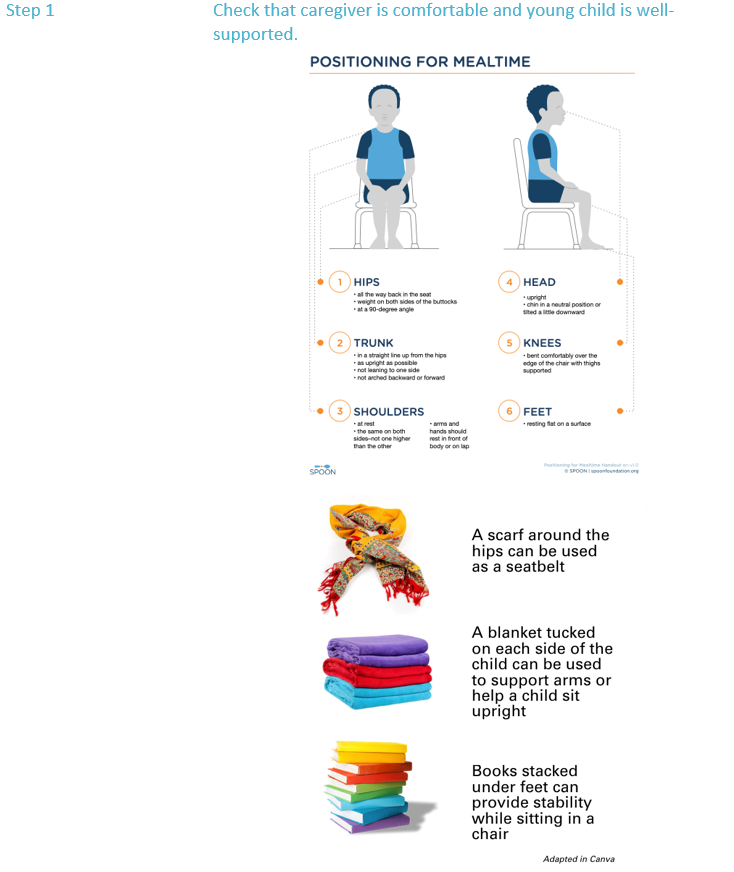 Step 1
Check that caregiver is comfortable and young child is well-
supported.
POSITIONING FOR MEALTIME
1 HIPS
• all the way back in the seat
• weight on both sides of the buttocks
• at a 90-degree angle
4 HEAD
• upright
• chin in a neutral position or
tilted a little downward
2 TRUNK
• in a straight line up from the hips
• as upright as possible
• not leaning to one side
• not arched backward or forward
5 KNEES
• bent comfortably over the
edge of the chair with thighs
supported
3 SHOULDERS
• at rest
• the same on both
sides–not one higher
than the other
• arms and
hands should
rest in front of
body or on lap
6 FEET
• resting flat on a surface
SPOON
Positioning for Mealtime Handout en v1.0
© SPOON | spoonfoundation.org
A scarf around the
hips can be used
as a seatbelt
A blanket tucked
on each side of the
child can be used
to support arms or
help a child sit
upright
Books stacked
under feet can
provide stability
while sitting in a
chair
Adapted in Canva